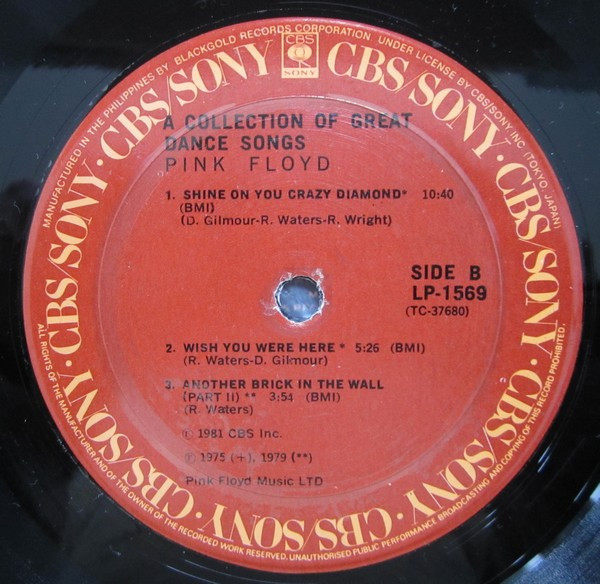 MANUFACTURED IN THE PHILIPPINES BY BLACKGOLD RECORDS CORPORATION UNDER LICENSE BY CBS/SONY INC (TOKYO, JAPAN)
CBS
SONY
CBS/SONY · CBS/SONY · CBS/SONY · CBS/SONY · CBS/SONY · CBS/SONY · CBS/SONY · CBS/SONY
A COLLECTION OF GREAT
DANCE SONGS
PINK FLOYD
1. SHINE ON YOU CRAZY DIAMOND* 10:40
(BMI)
(D. Gilmour-R. Waters-R. Wright)
SIDE B
LP-1569
(TC-37680)
2. WISH YOU WERE HERE * 5:26 (BMI)
(R. Waters-D. Gilmour)
3. ANOTHER BRICK IN THE WALL
(PART II) ** 3:54 (BMI)
(R. Waters)
Ⓟ 1981 CBS Inc.
Ⓟ 1975 (+), 1979 (**)
Pink Floyd Music LTD
ALL RIGHTS OF THE MANUFACTURER AND OF THE OWNER OF THE RECORDED WORK RESERVED. UNAUTHORISED PUBLIC PERFORMANCE BROADCASTING AND COPYING OF THIS RECORD PROHIBITED.